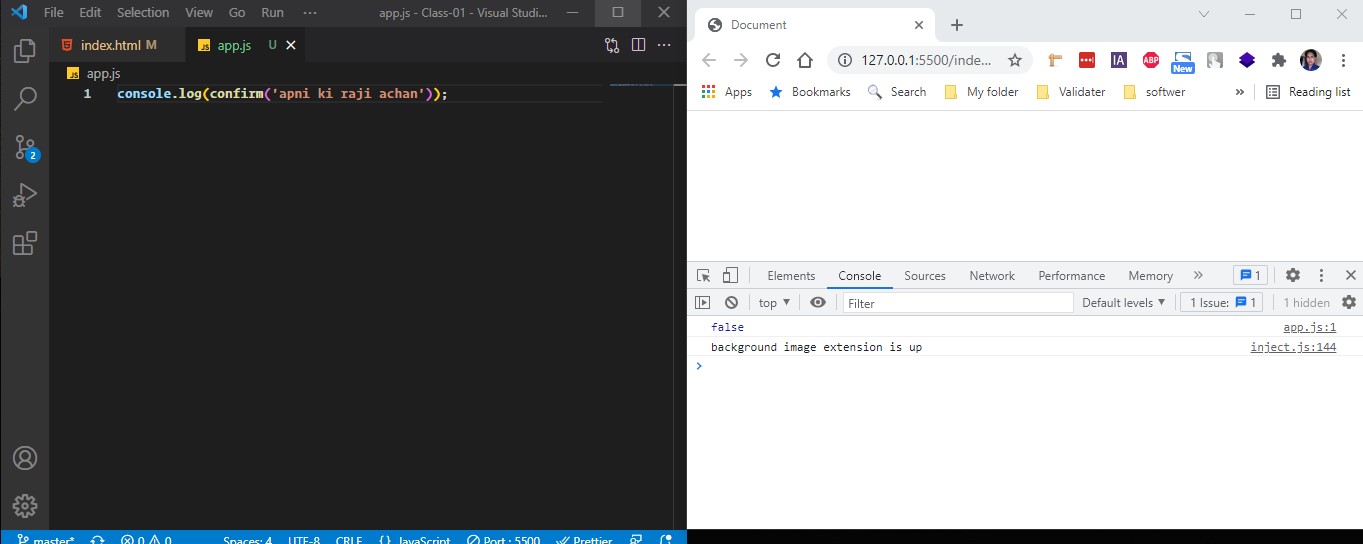 File Edit Selection View Go Run ··· app.js - Class-01 - Visual Studi...
index.html M app.js U
JS app.js
1 console.log(confirm('apni ki raji achan'));
2
master* 0 0 Spaces: 4 UTF-8 CRLF {} JavaScript Port : 5500 Prettier
Document
127.0.0.1:5500/inde... IA ABP New
Apps Bookmarks Search My folder Validater softwer » Reading list
Elements Console Sources Network Performance Memory » 1
top ▼ Filter Default levels ▼ 1 Issue: 1 1 hidden
false app.js:1
background image extension is up inject.js:144